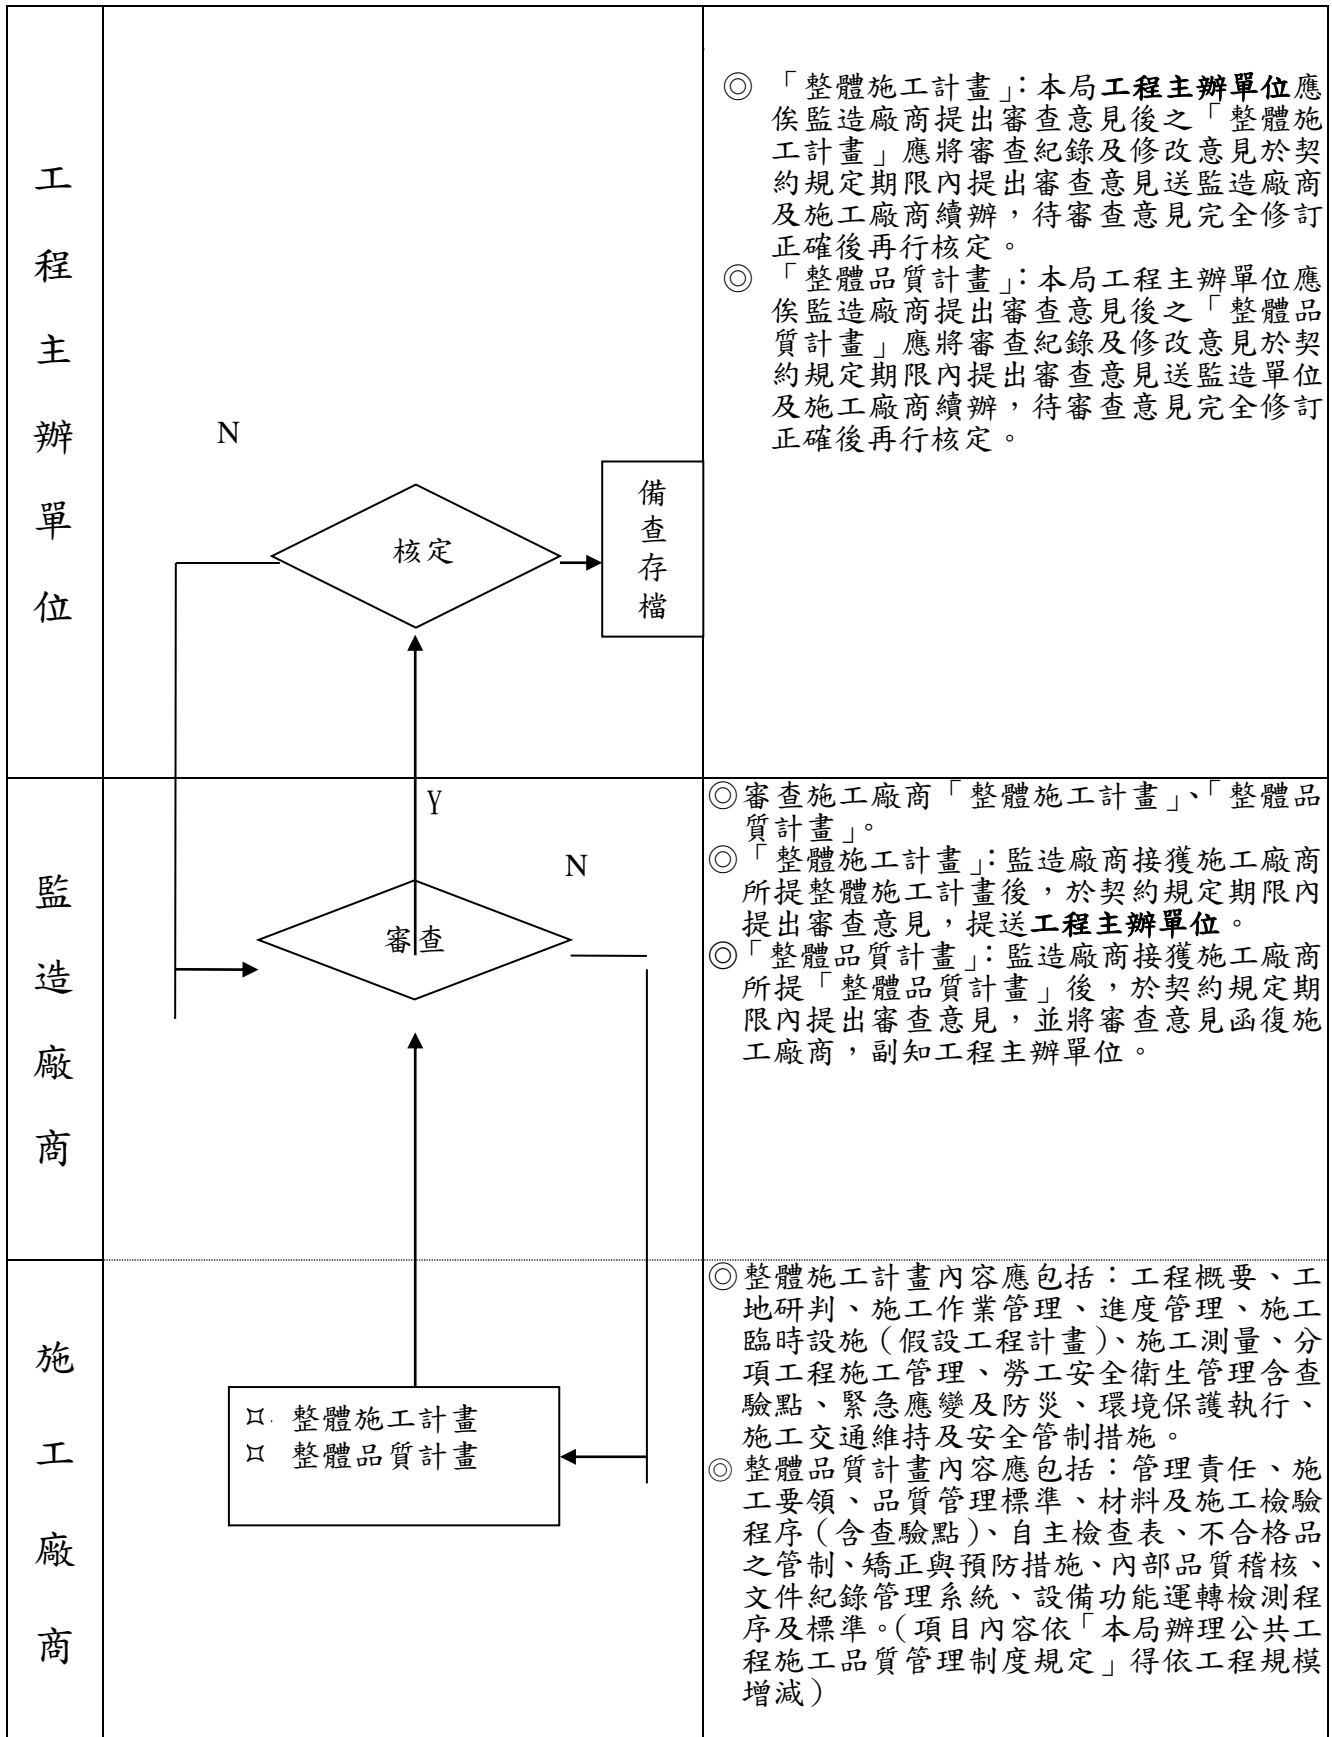 工程主辦單位
N
核定
備查存檔
◎ 「整體施工計畫」：本局工程主辦單位應
俟監造廠商提出審查意見後之「整體施
工計畫」應將審查紀錄及修改意見於契
約規定期限內提出審查意見送監造廠商
及施工廠商續辦，待審查意見完全修訂
正確後再行核定。
◎ 「整體品質計畫」：本局工程主辦單位應
俟監造廠商提出審查意見後之「整體品
質計畫」應將審查紀錄及修改意見於契
約規定期限內提出審查意見送監造單位
及施工廠商續辦，待審查意見完全修訂
正確後再行核定。
監造廠商
Y
N
審查
◎審查施工廠商「整體施工計畫」、「整體品
質計畫」。
◎「整體施工計畫」：監造廠商接獲施工廠商
所提整體施工計畫後，於契約規定期限內
提出審查意見，提送工程主辦單位。
◎「整體品質計畫」：監造廠商接獲施工廠商
所提「整體品質計畫」後，於契約規定期
限內提出審查意見，並將審查意見函復施
工廠商，副知工程主辦單位。
施工廠商
¤ 整體施工計畫
¤ 整體品質計畫
◎整體施工計畫內容應包括：工程概要、工
地研判、施工作業管理、進度管理、施工
臨時設施（假設工程計畫）、施工測量、分
項工程施工管理、勞工安全衛生管理含查
驗點、緊急應變及防災、環境保護執行、
施工交通維持及安全管制措施。
◎ 整體品質計畫內容應包括：管理責任、施
工要領、品質管理標準、材料及施工檢驗
程序（含查驗點）、自主檢查表、不合格品
之管制、矯正與預防措施、內部品質稽核、
文件紀錄管理系統、設備功能運轉檢測程
序及標準。（項目內容依「本局辦理公共工
程施工品質管理制度規定」得依工程規模
增減）